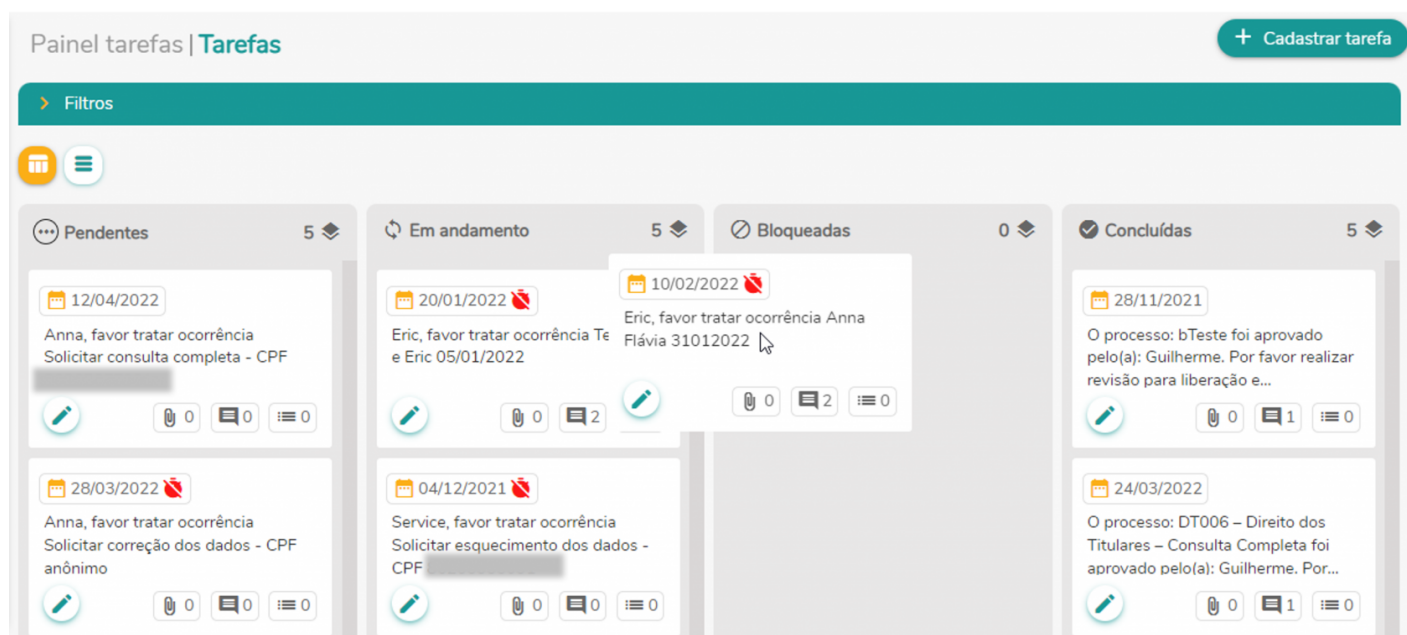 Painel tarefas | Tarefas
+ Cadastrar tarefa
Filtros
Pendentes 5
12/04/2022
Anna, favor tratar ocorrência
Solicitar consulta completa - CPF
0 0 0
28/03/2022
Anna, favor tratar ocorrência
Solicitar correção dos dados - CPF
anônimo
0 0 0
Em andamento 5
20/01/2022
Eric, favor tratar ocorrência Te
e Eric 05/01/2022
0 2
04/12/2021
Service, favor tratar ocorrência
Solicitar esquecimento dos dados -
CPF
0 0 0
Bloqueadas 0
10/02/2022
Eric, favor tratar ocorrência Anna
Flávia 31012022
0 2 0
Concluídas 5
28/11/2021
O processo: bTeste foi aprovado
pelo(a): Guilherme. Por favor realizar
revisão para liberação e...
0 1 0
24/03/2022
O processo: DT006 – Direito dos
Titulares – Consulta Completa foi
aprovado pelo(a): Guilherme. Por...
0 1 0